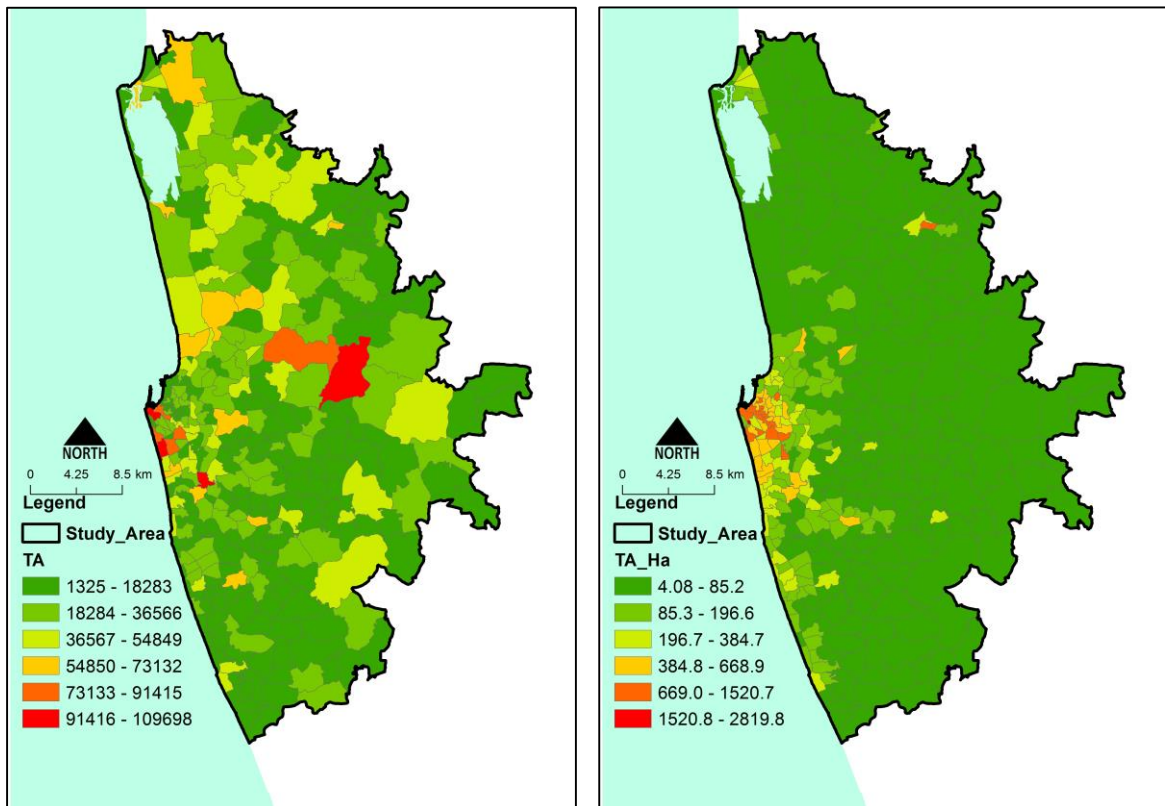 NORTH
0 4.25 8.5 km
Legend
Study_Area
TA
1325 - 18283
18284 - 36566
36567 - 54849
54850 - 73132
73133 - 91415
91416 - 109698
NORTH
0 4.25 8.5 km
Legend
Study_Area
TA_Ha
4.08 - 85.2
85.3 - 196.6
196.7 - 384.7
384.8 - 668.9
669.0 - 1520.7
1520.8 - 2819.8